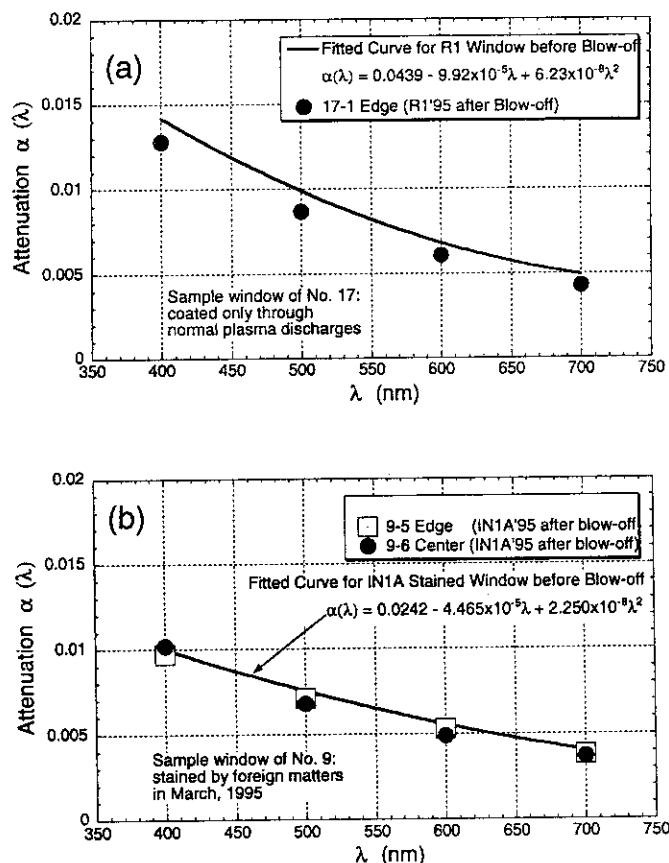 (a)
Fitted Curve for R1 Window before Blow-off
α(λ) = 0.0439 - 9.92x10⁻⁵λ + 6.23x10⁻⁸λ²
17-1 Edge (R1'95 after Blow-off)
Attenuation α (λ)
0.02
0.015
0.01
0.005
0
Sample window of No. 17:
coated only through
normal plasma discharges
350 400 450 500 550 600 650 700 750
λ (nm)
(b)
9-5 Edge (IN1A'95 after blow-off)
9-6 Center (IN1A'95 after blow-off)
Fitted Curve for IN1A Stained Window before Blow-off
α(λ) = 0.0242 - 4.465x10⁻⁵λ + 2.250x10⁻⁸λ²
Attenuation α (λ)
0.02
0.015
0.01
0.005
0
Sample window of No. 9:
stained by foreign matters
in March, 1995
350 400 450 500 550 600 650 700 750
λ (nm)